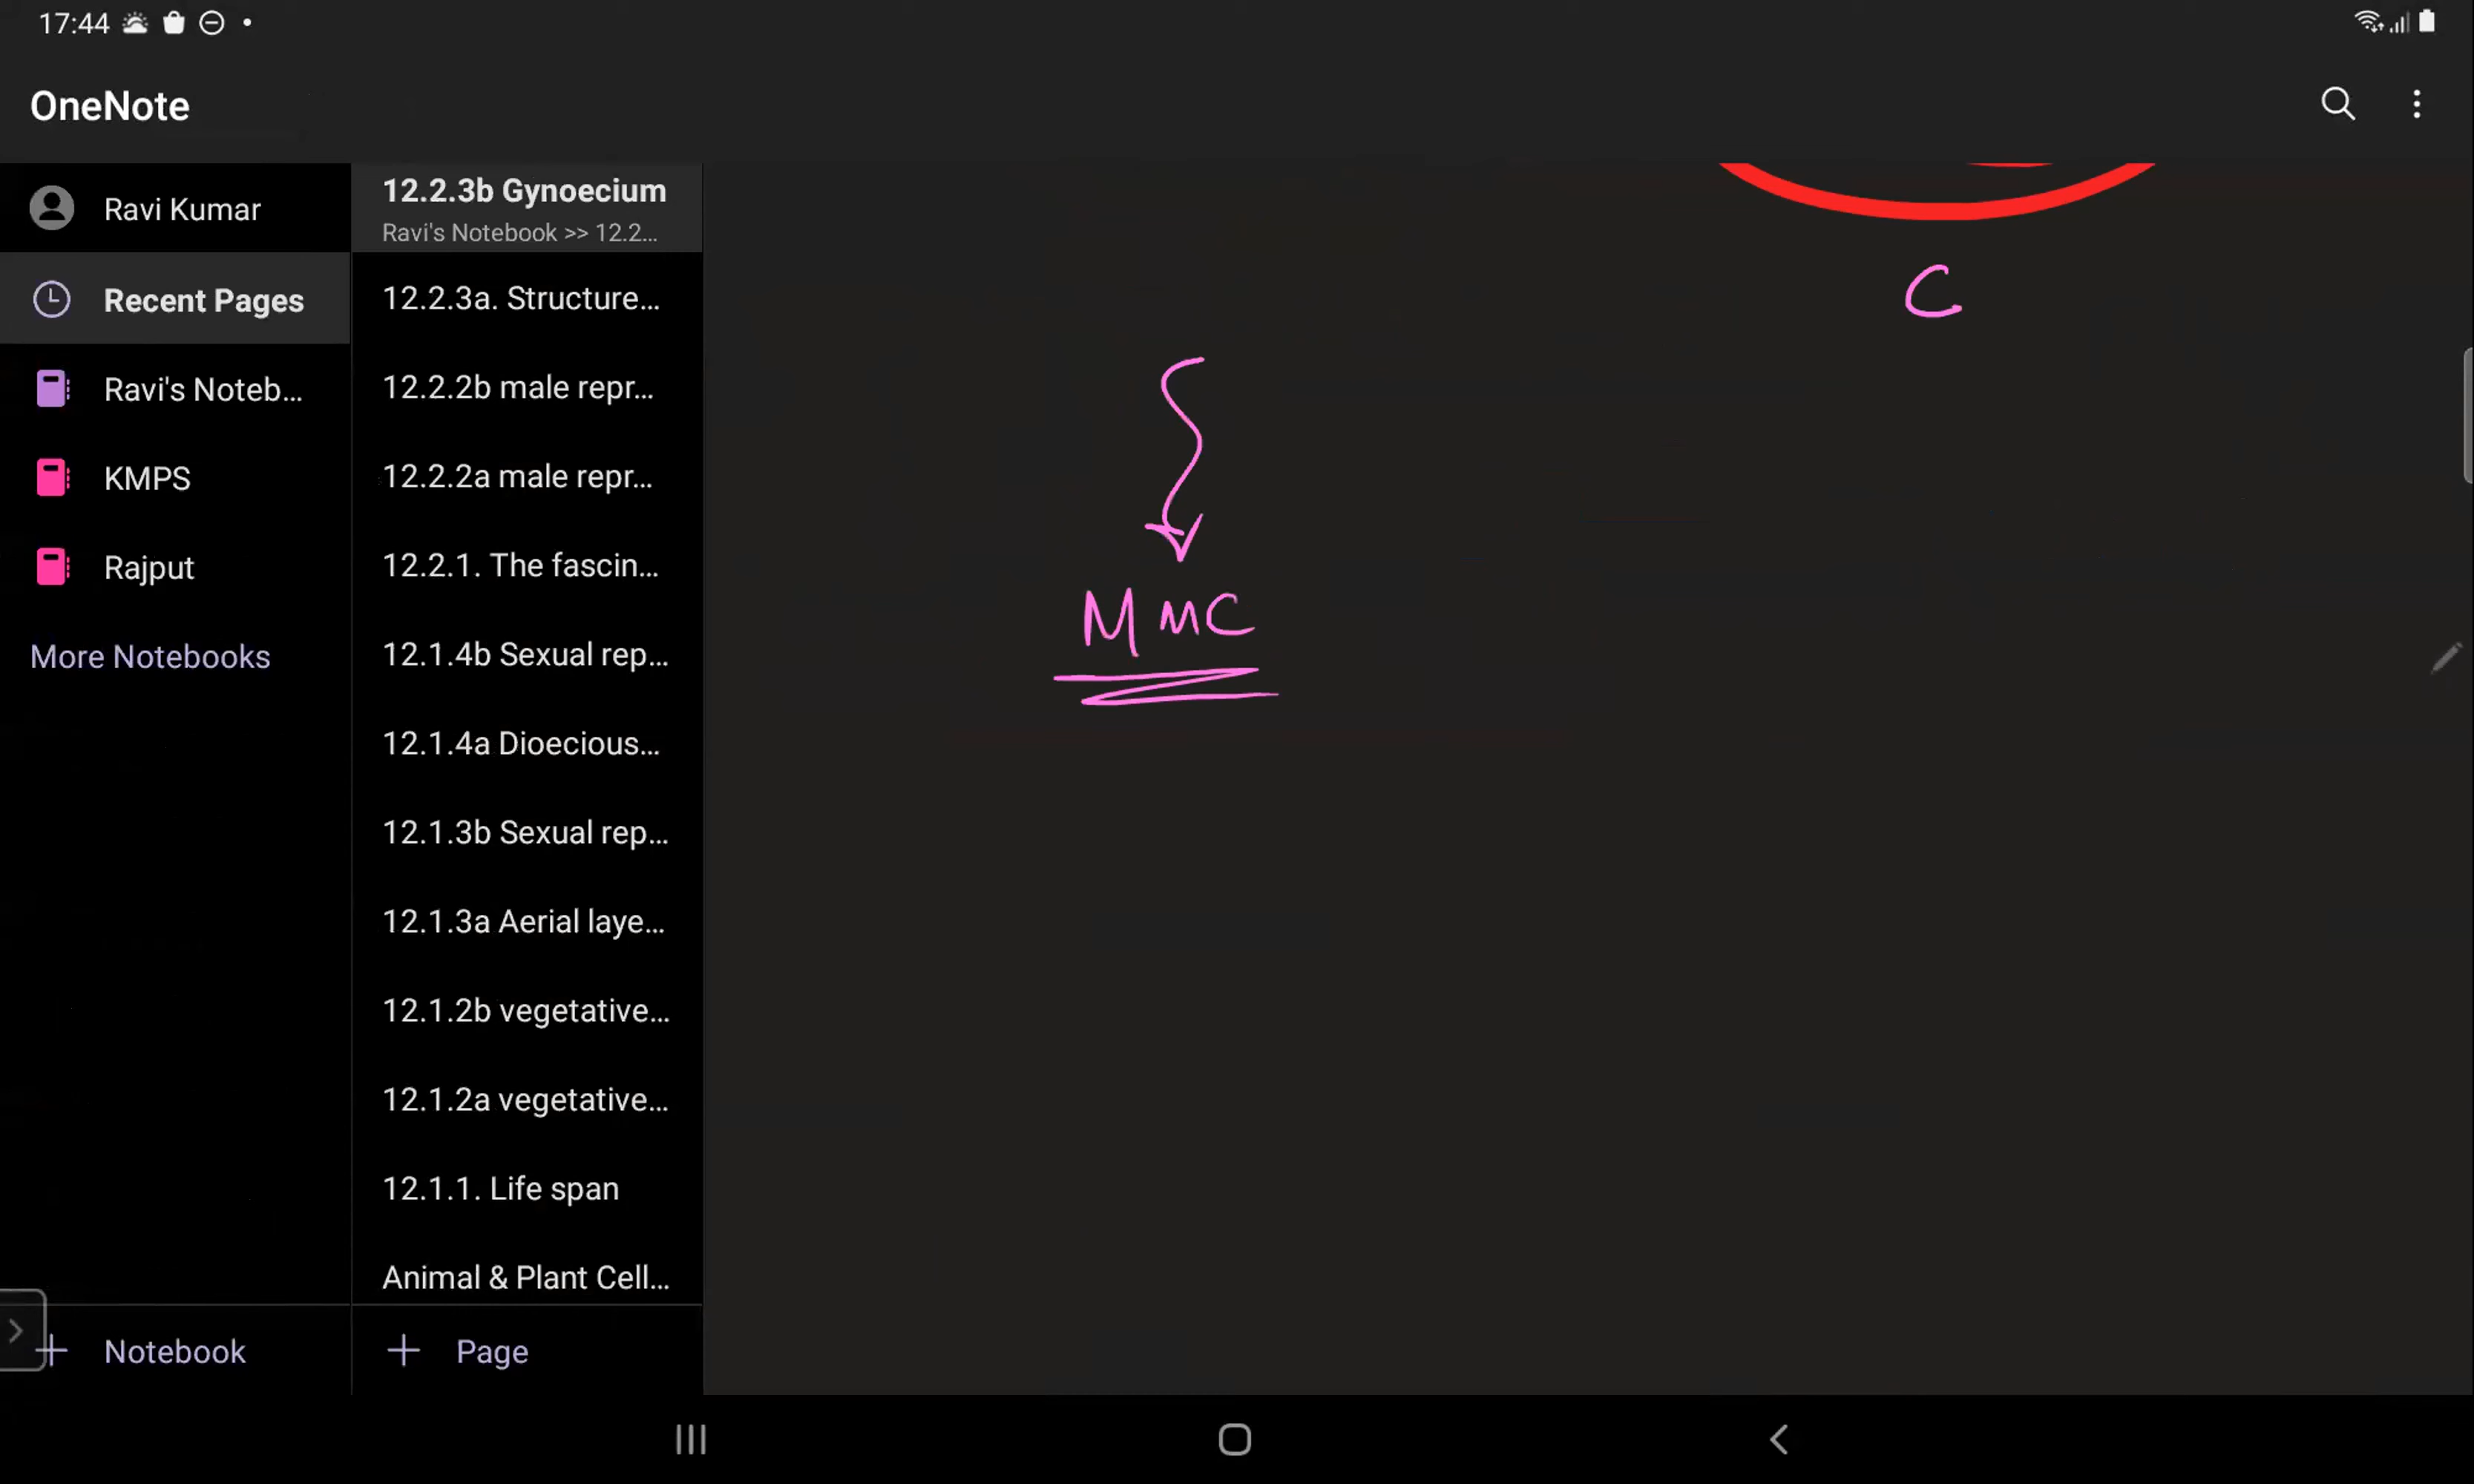 17:44
OneNote
Ravi Kumar
Recent Pages
Ravi's Noteb...
KMPS
Rajput
More Notebooks
Notebook
12.2.3b Gynoecium
Ravi's Notebook >> 12.2...
12.2.3a. Structure...
12.2.2b male repr...
12.2.2a male repr...
12.2.1. The fascin...
12.1.4b Sexual rep...
12.1.4a Dioecious...
12.1.3b Sexual rep...
12.1.3a Aerial laye...
12.1.2b vegetative...
12.1.2a vegetative...
12.1.1. Life span
Animal & Plant Cell...
Page
C
MMC